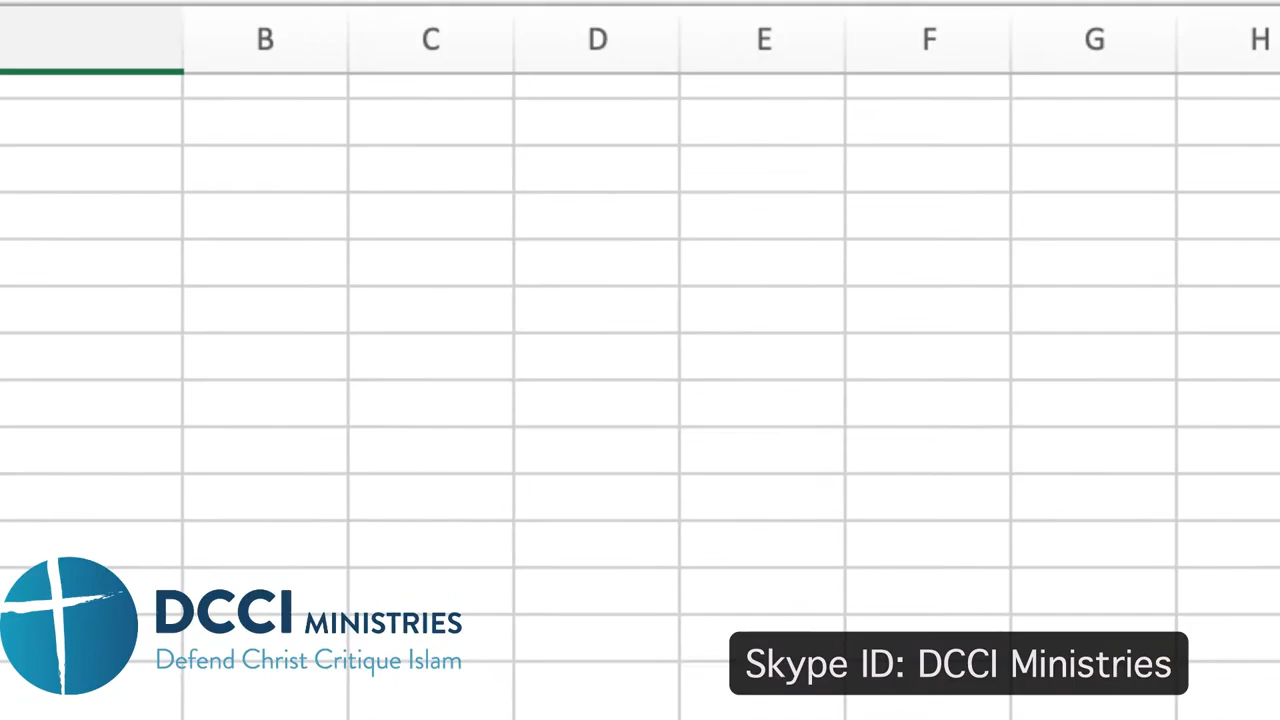 B C D E F G H
DCCI MINISTRIES
Defend Christ Critique Islam
Skype ID: DCCI Ministries